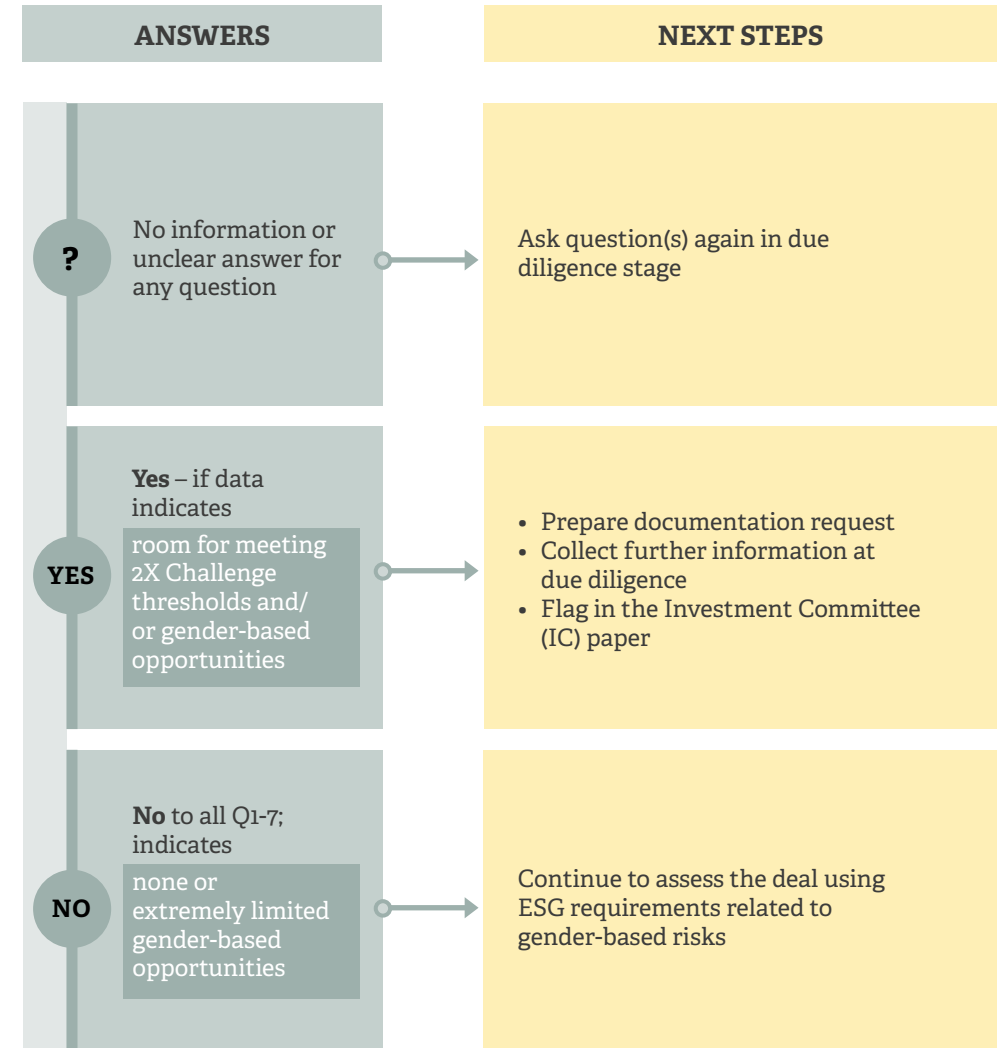 ANSWERS
NEXT STEPS
?
No information or
unclear answer for
any question
Ask question(s) again in due
diligence stage
YES
Yes – if data
indicates
room for meeting
2X Challenge
thresholds and/
or gender-based
opportunities
• Prepare documentation request
• Collect further information at
due diligence
• Flag in the Investment Committee
(IC) paper
NO
No to all Q1-7;
indicates
none or
extremely limited
gender-based
opportunities
Continue to assess the deal using
ESG requirements related to
gender-based risks